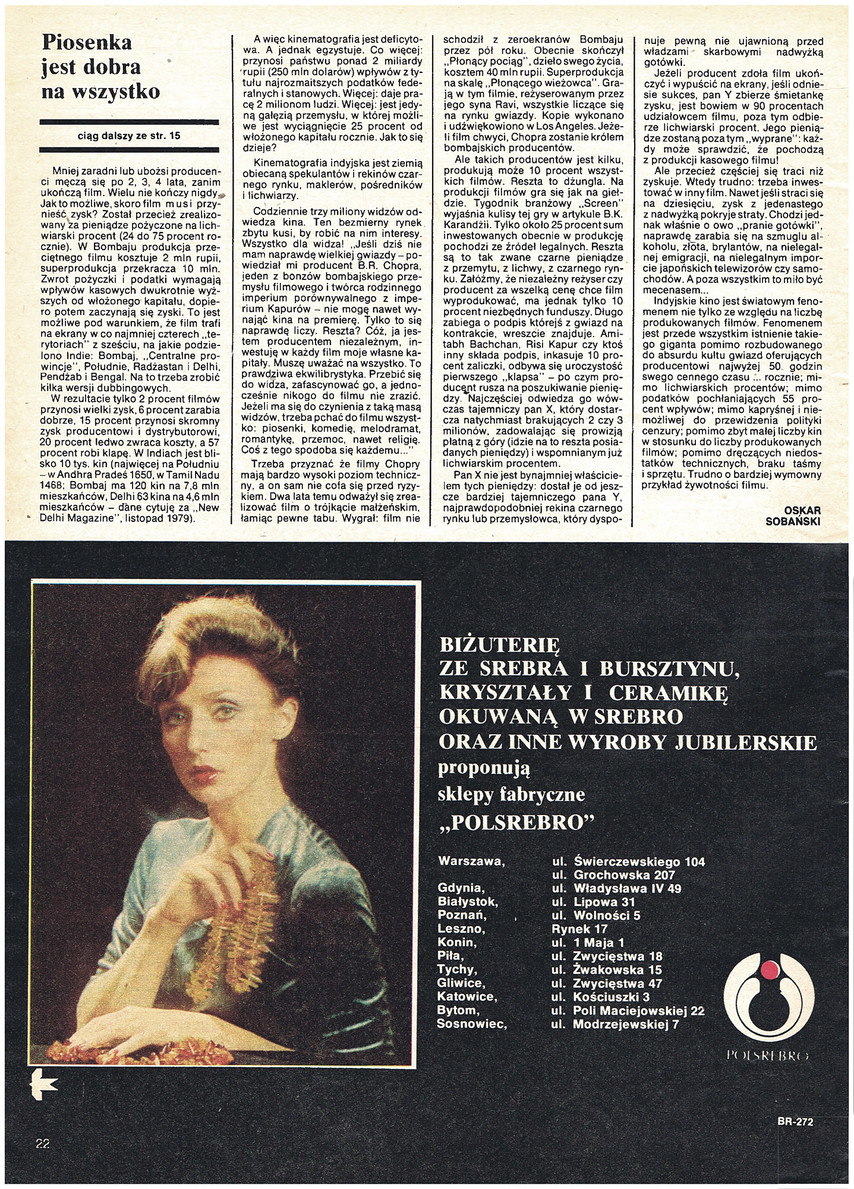 Piosenka
jest dobra
na wszystko
ciąg dalszy ze str. 15
Mniej zaradni lub ubożsi producen-
ci męczą się po 2, 3, 4 lata, zanim
ukończą film. Wielu nie kończy nigdy.
Jak to możliwe, skoro film musi przy-
nieść zysk? Został przecież zrealizo-
wany za pieniądze pożyczone na lich-
wiarski procent (24 do 75 procent ro-
cznie). W Bombaju produkcja prze-
ciętnego filmu kosztuje 2 mln rupii,
superprodukcja przekracza 10 mln.
Zwrot pożyczki i podatki wymagają
wpływów kasowych dwukrotnie wyż-
szych od włożonego kapitału, dopie-
ro potem zaczynają się zyski. To jest
możliwe pod warunkiem, że film trafi
na ekrany w co najmniej czterech „te-
rytoriach" z sześciu, na jakie podzie-
lono Indie: Bombaj, „Centralne pro-
wincje", Południe, Radżastan i Delhi,
Pendżab i Bengal. Na to trzeba zrobić
kilka wersji dubbingowych.
W rezultacie tylko 2 procent filmów
przynosi wielki zysk, 6 procent zarabia
dobrze, 15 procent przynosi skromny
zysk producentowi i dystrybutorowi,
20 procent ledwo zwraca koszty, a 57
procent robi klapę. W Indiach jest bli-
sko 10 tys. kin (najwięcej na Południu
– w Andhra Pradeś 1650, w Tamil Nadu
1468; Bombaj ma 120 kin na 7,8 mln
mieszkańców, Delhi 63 kina na 4,6 mln
mieszkańców – dane cytuję za „New
Delhi Magazine", listopad 1979).
A więc kinematografia jest deficyto-
wa. A jednak egzystuje. Co więcej:
przynosi państwu ponad 2 miliardy
rupii (250 mln dolarów) wpływów z ty-
tułu najrozmaitszych podatków fede-
ralnych i stanowych. Więcej: daje pra-
cę 2 milionom ludzi. Więcej: jest jedy-
ną gałęzią przemysłu, w której możli-
we jest wyciągnięcie 25 procent od
włożonego kapitału rocznie. Jak to się
dzieje?
Kinematografia indyjska jest ziemią
obiecaną spekulantów i rekinów czar-
nego rynku, maklerów, pośredników
i lichwiarzy.
Codziennie trzy miliony widzów od-
wiedza kina. Ten bezmierny rynek
zbytu kusi, by robić na nim interesy.
Wszystko dla widza! „Jeśli dziś nie
mam naprawdę wielkiej gwiazdy – po-
wiedział mi producent B.R. Chopra,
jeden z bonzów bombajskiego prze-
mysłu filmowego i twórca rodzinnego
imperium porównywalnego z impe-
rium Kapurów – nie mogę nawet wy-
nająć kina na premierę. Tylko to się
naprawdę liczy. Reszta? Cóż, ja jes-
tem producentem niezależnym, in-
westuję w każdy film moje własne ka-
pitały. Muszę uważać na wszystko. To
prawdziwa ekwilibrystyka. Przebić się
do widza, zafascynować go, a jedno-
cześnie nikogo do filmu nie zrazić.
Jeżeli ma się do czynienia z taką masą
widzów, trzeba pchać do filmu wszyst-
ko: piosenki, komedię, melodramat,
romantykę, przemoc, nawet religię.
Coś z tego spodoba się każdemu..."
Trzeba przyznać że filmy Chopry
mają bardzo wysoki poziom technicz-
ny, a on sam nie cofa się przed ryzy-
kiem. Dwa lata temu odważył się zrea-
lizować film o trójkącie małżeńskim,
łamiąc pewne tabu. Wygrał: film nie
schodził z zeroekranów Bombaju
przez pół roku. Obecnie skończył
„Płonący pociąg", dzieło swego życia,
kosztem 40 mln rupii. Superprodukcja
na skalę „Płonącego wieżowca". Gra-
ją w tym filmie, reżyserowanym przez
jego syna Ravi, wszystkie liczące się
na rynku gwiazdy. Kopie wykonano
i udźwiękowiono w Los Angeles. Jeże-
li film chwyci, Chopra zostanie królem
bombajskich producentów.
Ale takich producentów jest kilku,
produkują może 10 procent wszyst-
kich filmów. Reszta to dżungla. Na
produkcji filmów gra się jak na gieł-
dzie. Tygodnik branżowy „Screen"
wyjaśnia kulisy tej gry w artykule B.K.
Karandżii. Tylko około 25 procent sum
inwestowanych obecnie w produkcję
pochodzi ze źródeł legalnych. Reszta
są to tak zwane czarne pieniądze
z przemytu, z lichwy, z czarnego ryn-
ku. Załóżmy, że niezależny reżyser czy
producent za wszelką cenę chce film
wyprodukować, ma jednak tylko 10
procent niezbędnych funduszy. Długo
zabiega o podpis którejś z gwiazd na
kontrakcie, wreszcie znajduje. Ami-
tabh Bachchan, Risi Kapur czy ktoś
inny składa podpis, inkasuje 10 pro-
cent zaliczki, odbywa się uroczystość
pierwszego „klapsa" – po czym pro-
ducent rusza na poszukiwanie pienię-
dzy. Najczęściej odwiedza go wów-
czas tajemniczy pan X, który dostar-
cza natychmiast brakujących 2 czy 3
milionów, zadowalając się prowizją
płatną z góry (idzie na to reszta posia-
danych pieniędzy) i wspomnianym już
lichwiarskim procentem.
Pan X nie jest bynajmniej właścicie-
lem tych pieniędzy: dostał je od jesz-
cze bardziej tajemniczego pana Y,
najprawdopodobniej rekina czarnego
rynku lub przemysłowca, który dyspo-
nuje pewną nie ujawnioną przed
władzami skarbowymi nadwyżką
gotówki.
Jeżeli producent zdoła film ukoń-
czyć i wypuścić na ekrany, jeśli odnie-
sie sukces, pan Y zbierze śmietankę
zysku, jest bowiem w 90 procentach
udziałowcem filmu, poza tym odbie-
rze lichwiarski procent. Jego pienią-
dze zostaną poza tym „wyprane": każ-
dy może sprawdzić, że pochodzą
z produkcji kasowego filmu!
Ale przecież częściej się traci niż
zyskuje. Wtedy trudno: trzeba inwes-
tować w inny film. Nawet jeśli straci się
na dziesięciu, zysk z jedenastego
z nadwyżką pokryje straty. Chodzi jed-
nak właśnie o owo „pranie gotówki",
naprawdę zarabia się na szmuglu al-
koholu, złota, brylantów, na nielegal-
nej emigracji, na nielegalnym impor-
cie japońskich telewizorów czy samo-
chodów. A poza wszystkim to miło być
mecenasem...
Indyjskie kino jest światowym feno-
menem nie tylko ze względu na liczbę
produkowanych filmów. Fenomenem
jest przede wszystkim istnienie takie-
go giganta pomimo rozbudowanego
do absurdu kultu gwiazd oferujących
producentowi najwyżej 50 godzin
swego cennego czasu ... rocznie; mi-
mo lichwiarskich procentów; mimo
podatków pochłaniających 55 pro-
cent wpływów; mimo kapryśnej i nie-
możliwej do przewidzenia polityki
cenzury; pomimo zbyt małej liczby kin
w stosunku do liczby produkowanych
filmów; pomimo dręczących niedos-
tatków technicznych, braku taśmy
i sprzętu. Trudno o bardziej wymowny
przykład żywotności filmu.
OSKAR
SOBAŃSKI
BIŻUTERIĘ
ZE SREBRA I BURSZTYNU,
KRYSZTAŁY I CERAMIKĘ
OKUWANĄ W SREBRO
ORAZ INNE WYROBY JUBILERSKIE
proponują
sklepy fabryczne
„POLSREBRO"
Warszawa, ul. Świerczewskiego 104
ul. Grochowska 207
Gdynia, ul. Władysława IV 49
Białystok, ul. Lipowa 31
Poznań, ul. Wolności 5
Leszno, Rynek 17
Konin, ul. 1 Maja 1
Piła, ul. Zwycięstwa 18
Tychy, ul. Żwakowska 15
Gliwice, ul. Zwycięstwa 47
Katowice, ul. Kościuszki 3
Bytom, ul. Poli Maciejowskiej 22
Sosnowiec, ul. Modrzejewskiej 7
POLSREBRO
BR-272
22